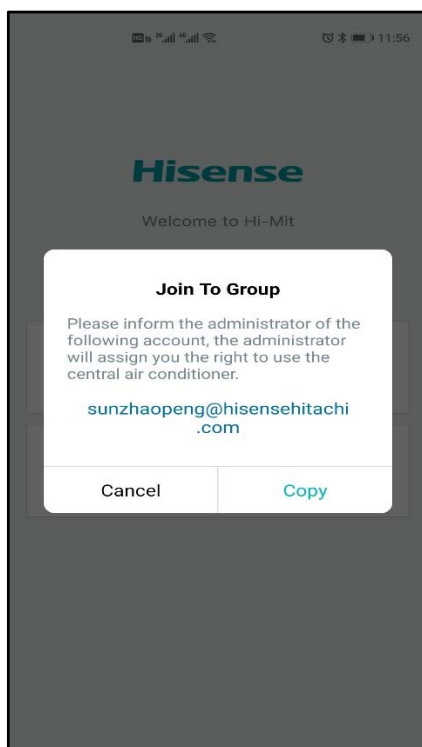 11:56
Hisense
Welcome to Hi-Mit
Join To Group
Please inform the administrator of the
following account, the administrator
will assign you the right to use the
central air conditioner.
sunzhaopeng@hisensehitachi
.com
Cancel Copy